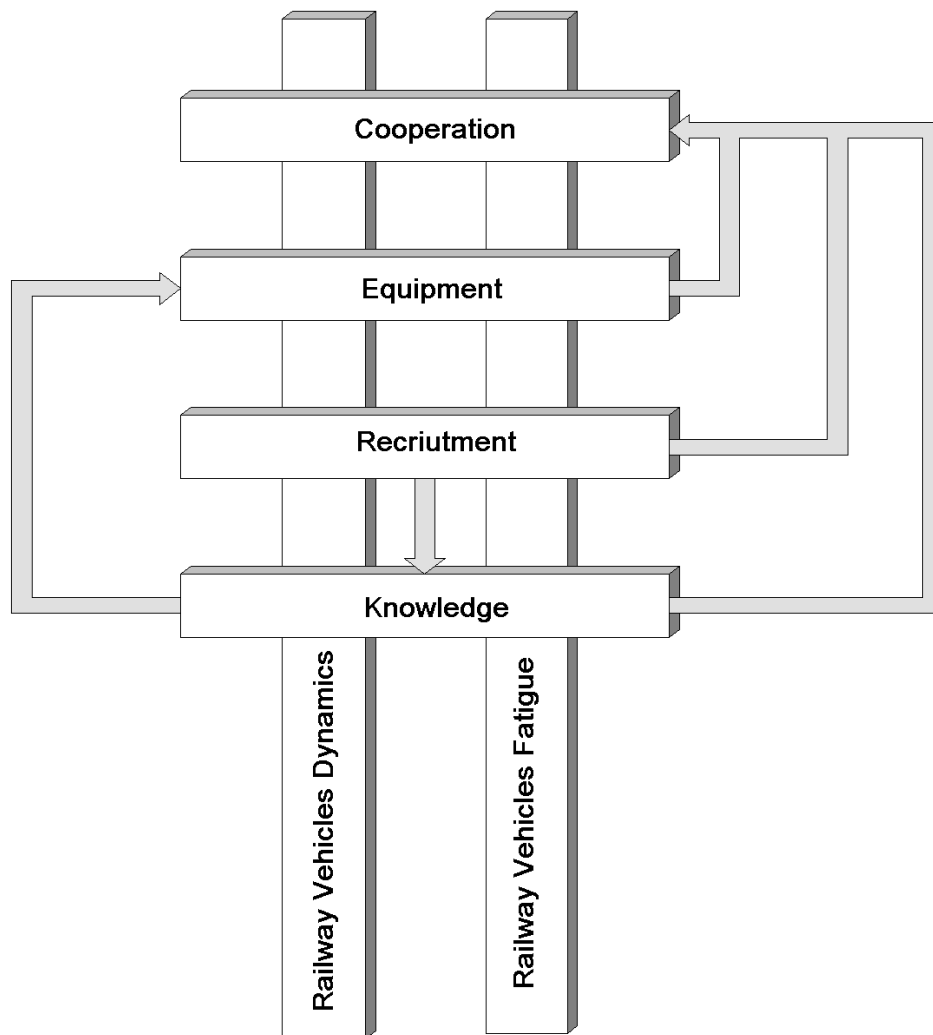 Cooperation
Equipment
Recriutment
Knowledge
Railway Vehicles Dynamics
Railway Vehicles Fatigue